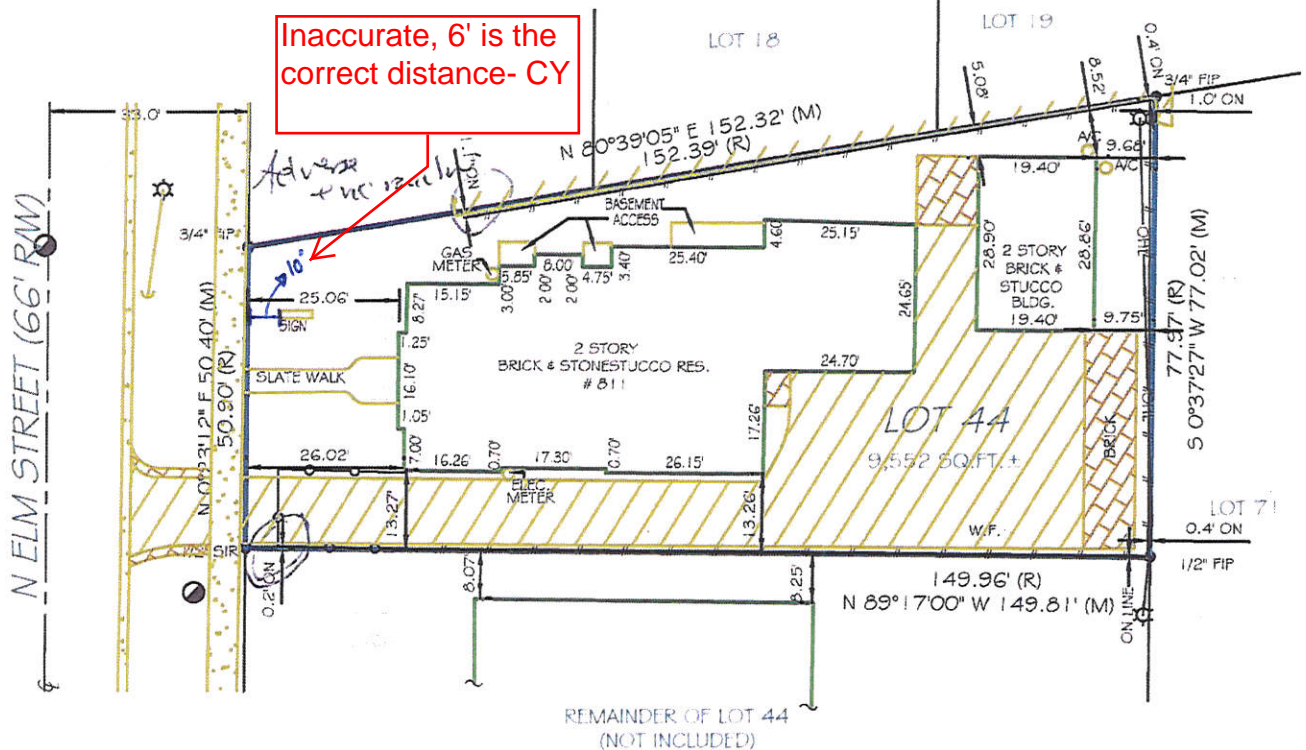 Inaccurate, 6' is the
correct distance- CY
LOT 18
LOT 19
0.4' ON
3/4" FIP
1.0' ON
8.52'
5.08'
33.0'
N 80°39'05" E 152.32' (M)
152.39' (R)
Adverse
1.1' ON
A/C
9.68'
A/C
19.40'
BASEMENT
ACCESS
3/4" IP
GAS
METER
4.60'
25.15'
10'
25.06'
5.85'
8.00'
4.75'
3.40'
25.40'
28.90'
2 STORY
BRICK &
STUCCO
BLDG.
28.86'
OHL
15.15'
3.00'
2.00'
2.00'
8.27'
SIGN
24.65'
19.40'
9.75'
N ELM STREET (66' R/W)
50.90' (R)
1.25'
2 STORY
BRICK & STONESTUCCO RES.
# 811
SLATE WALK
16.10'
24.70'
77.97' (R)
S 0°37'27" W 77.02' (M)
1.05'
LOT 44
9,552 SQ.FT.±
BRICK
OHL
17.26'
26.02'
7.00'
16.26'
0.70'
17.30'
0.70'
26.15'
ELEC.
METER
13.27'
13.26'
LOT 71
W.F.
0.4' ON
SIR
1/2" FIP
0.2' ON
8.07'
8.25'
149.96' (R)
N 89°17'00" W 149.81' (M)
ON LINE
REMAINDER OF LOT 44
(NOT INCLUDED)